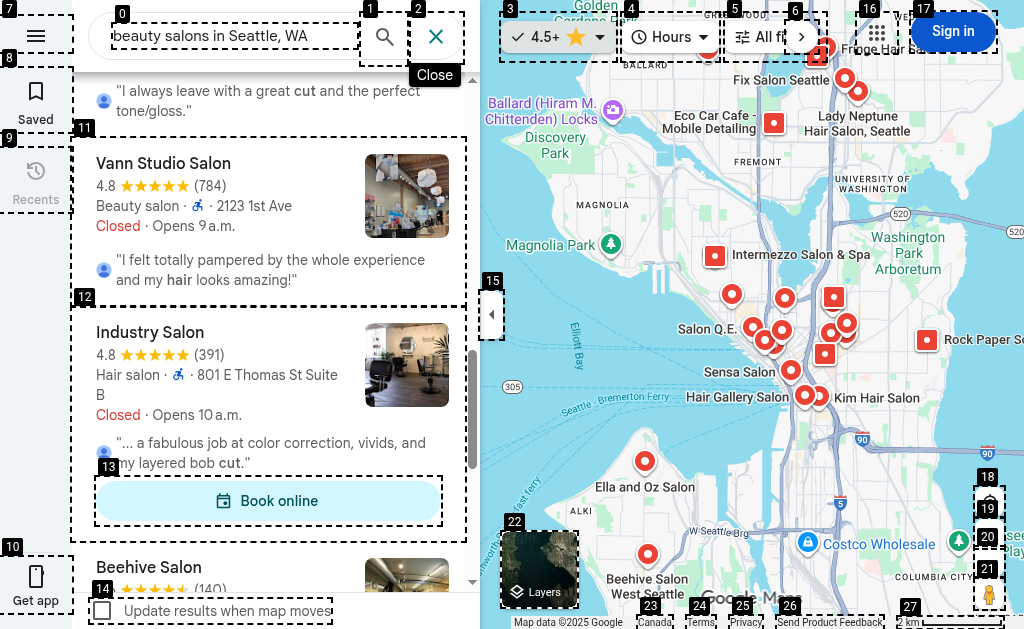 beauty salons in Seattle, WA
Close
Saved
Recents
Get app
"I always leave with a great cut and the perfect
tone/gloss."
Vann Studio Salon
4.8 (784)
Beauty salon · · 2123 1st Ave
Closed · Opens 9 a.m.
"I felt totally pampered by the whole experience
and my hair looks amazing!"
Industry Salon
4.8 (391)
Hair salon · · 801 E Thomas St Suite
B
Closed · Opens 10 a.m.
"... a fabulous job at color correction, vivids, and
my layered bob cut."
Book online
Beehive Salon
4.6 (140)
Update results when map moves
4.5+
Hours
All fi
Sign in
Golden
Gardens Park
BALLARD
Fringe Hair Sa
Fix Salon Seattle
Ballard (Hiram M.
Chittenden) Locks
Discovery
Park
Eco Car Cafe -
Mobile Detailing
Lady Neptune
Hair Salon, Seattle
FREMONT
UNIVERSITY OF
WASHINGTON
MAGNOLIA
520
520
Magnolia Park
Washington
Park
Arboretum
Intermezzo Salon & Spa
Salon Q.E.
Elliott Bay
Rock Paper Sc
Sensa Salon
305
Seattle - Bremerton Ferry
Hair Gallery Salon
Kim Hair Salon
90
90
Ella and Oz Salon
5
ALKI
fast ferry
W Seattle Brg
Costco Wholesale
Beehive Salon
West Seattle
COLUMBIA CITY
Layers
Google Maps
Map data ©2025 Google
Canada
Terms
Privacy
Send Product Feedback
2 km
0
1
2
3
4
5
6
7
8
9
10
11
12
13
14
15
16
17
18
19
20
21
22
23
24
25
26
27